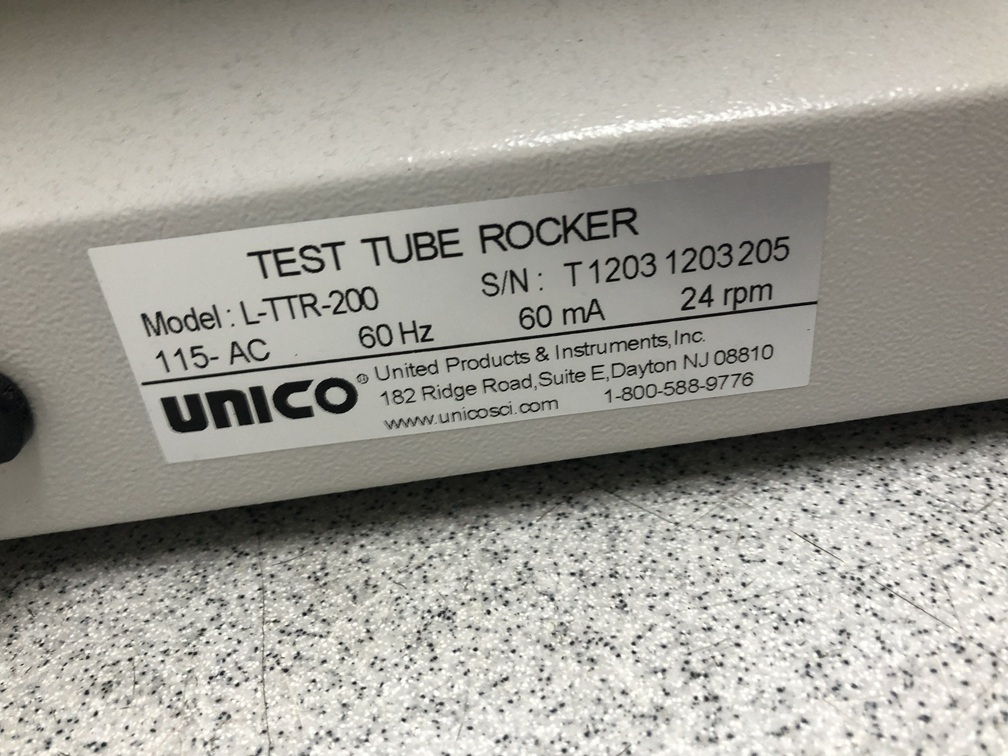 TEST TUBE ROCKER
Model: L-TTR-200 S/N: T1203 1203205
115- AC 60 Hz 60 mA 24 rpm
UNICO® United Products & Instruments, Inc.
182 Ridge Road, Suite E, Dayton NJ 08810
www.unicosci.com 1-800-588-9776